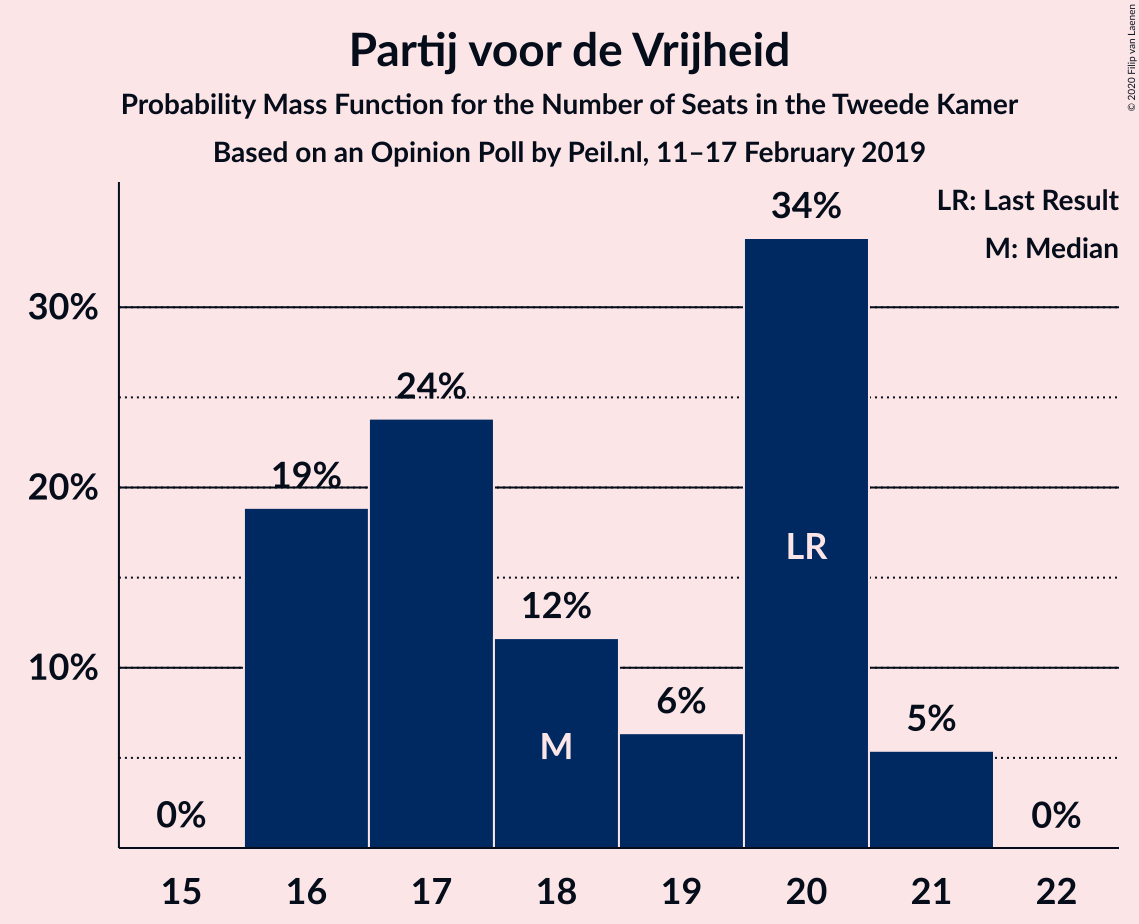 Partij voor de Vrijheid
Probability Mass Function for the Number of Seats in the Tweede Kamer
Based on an Opinion Poll by Peil.nl, 11–17 February 2019
© 2020 Filip van Laenen
LR: Last Result
M: Median
34%
30%
24%
20%
19%
LR
12%
10%
6%
5%
M
0%
0%
15 16 17 18 19 20 21 22